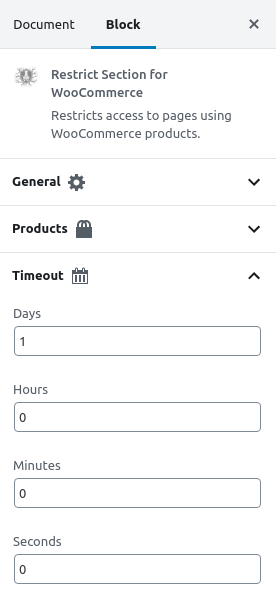 Document Block ×
Restrict Section for
WooCommerce
Restricts access to pages using
WooCommerce products.
General
Products
Timeout
Days
1
Hours
0
Minutes
0
Seconds
0